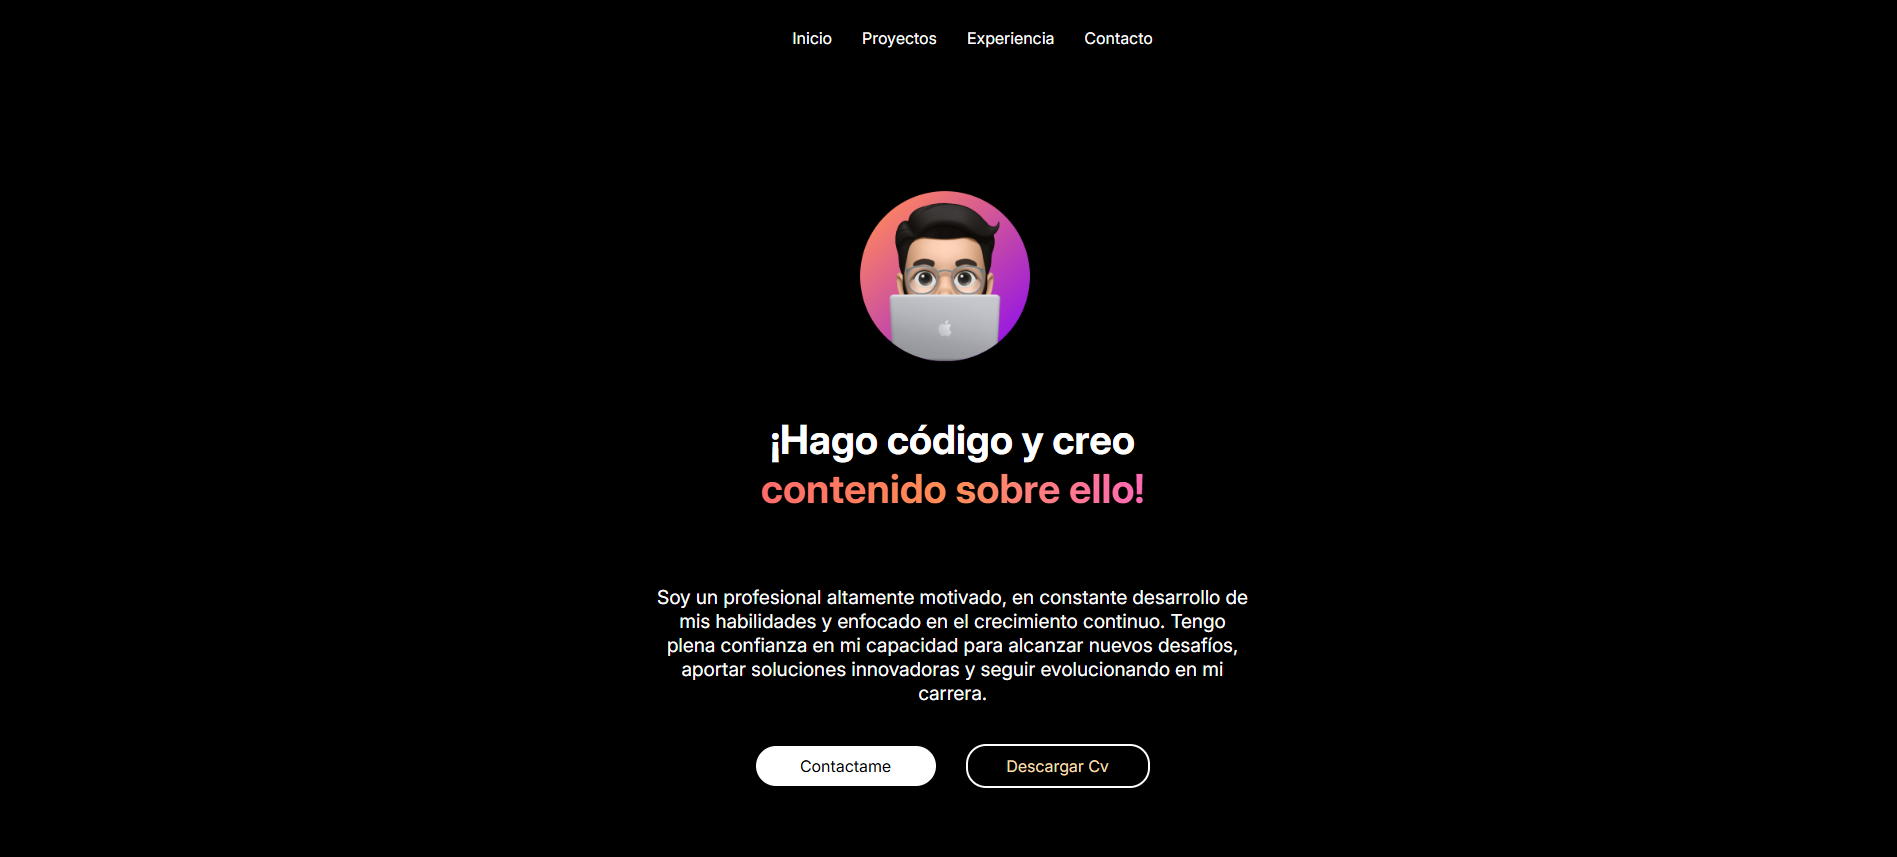 Inicio Proyectos Experiencia Contacto
¡Hago código y creo
contenido sobre ello!
Soy un profesional altamente motivado, en constante desarrollo de
mis habilidades y enfocado en el crecimiento continuo. Tengo
plena confianza en mi capacidad para alcanzar nuevos desafíos,
aportar soluciones innovadoras y seguir evolucionando en mi
carrera.
Contactame Descargar Cv